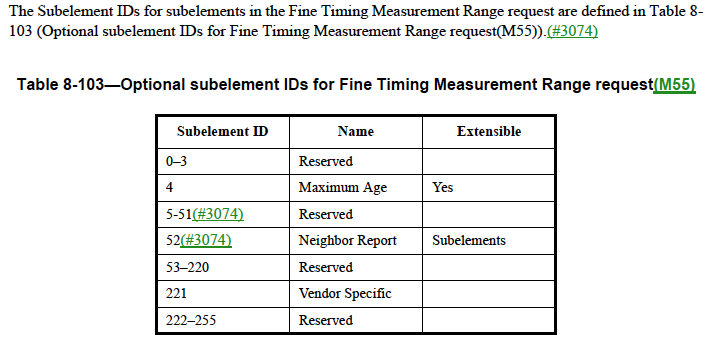 The Subelement IDs for subelements in the Fine Timing Measurement Range request are defined in Table 8-
103 (Optional subelement IDs for Fine Timing Measurement Range request(M55)).(#3074)
Table 8-103—Optional subelement IDs for Fine Timing Measurement Range request(M55)
Subelement ID Name Extensible
0–3 Reserved
4 Maximum Age Yes
5-51(#3074) Reserved
52(#3074) Neighbor Report Subelements
53–220 Reserved
221 Vendor Specific
222–255 Reserved